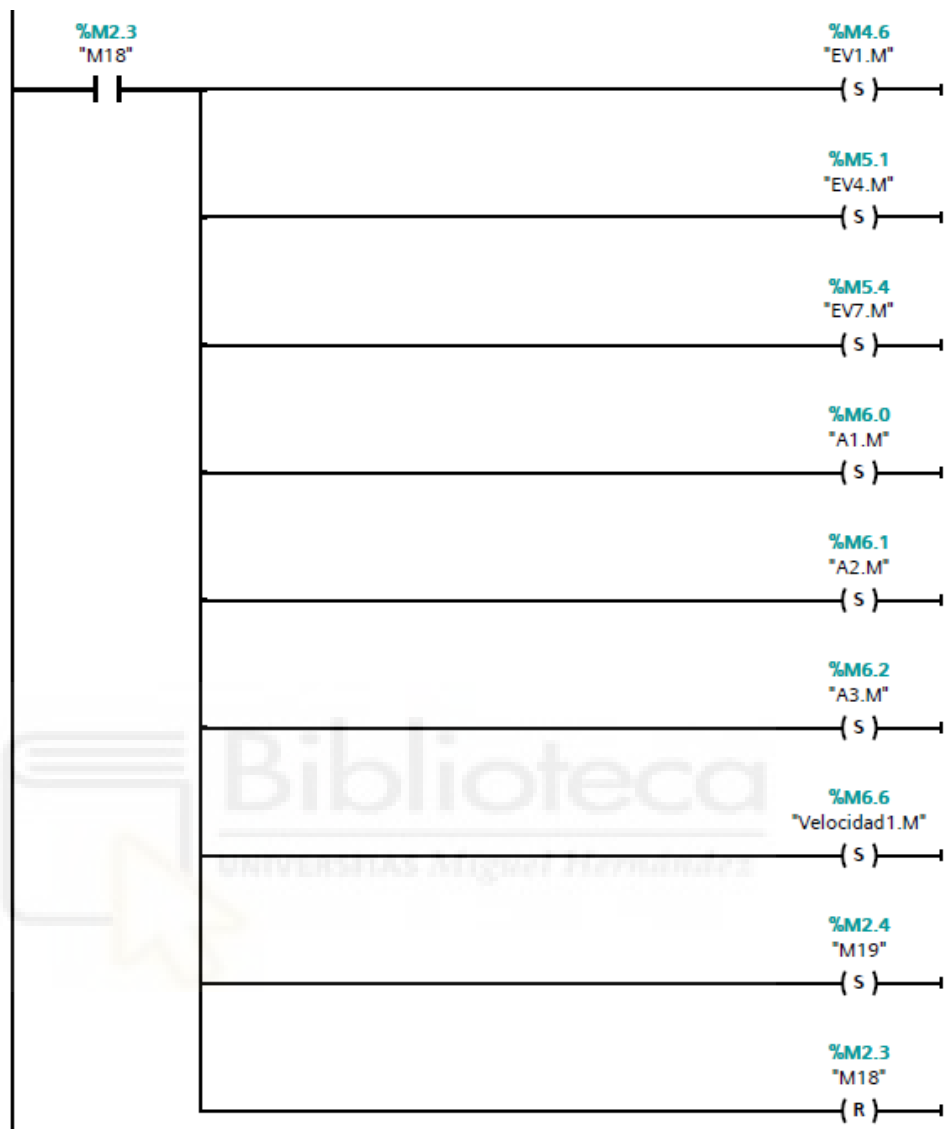 %M2.3
"M18"
%M4.6
"EV1.M"
( S )
%M5.1
"EV4.M"
( S )
%M5.4
"EV7.M"
( S )
%M6.0
"A1.M"
( S )
%M6.1
"A2.M"
( S )
%M6.2
"A3.M"
( S )
Biblioteca
%M6.6
"Velocidad1.M"
( S )
UNIVERSITAS Miguel Hernández
%M2.4
"M19"
( S )
%M2.3
"M18"
( R )